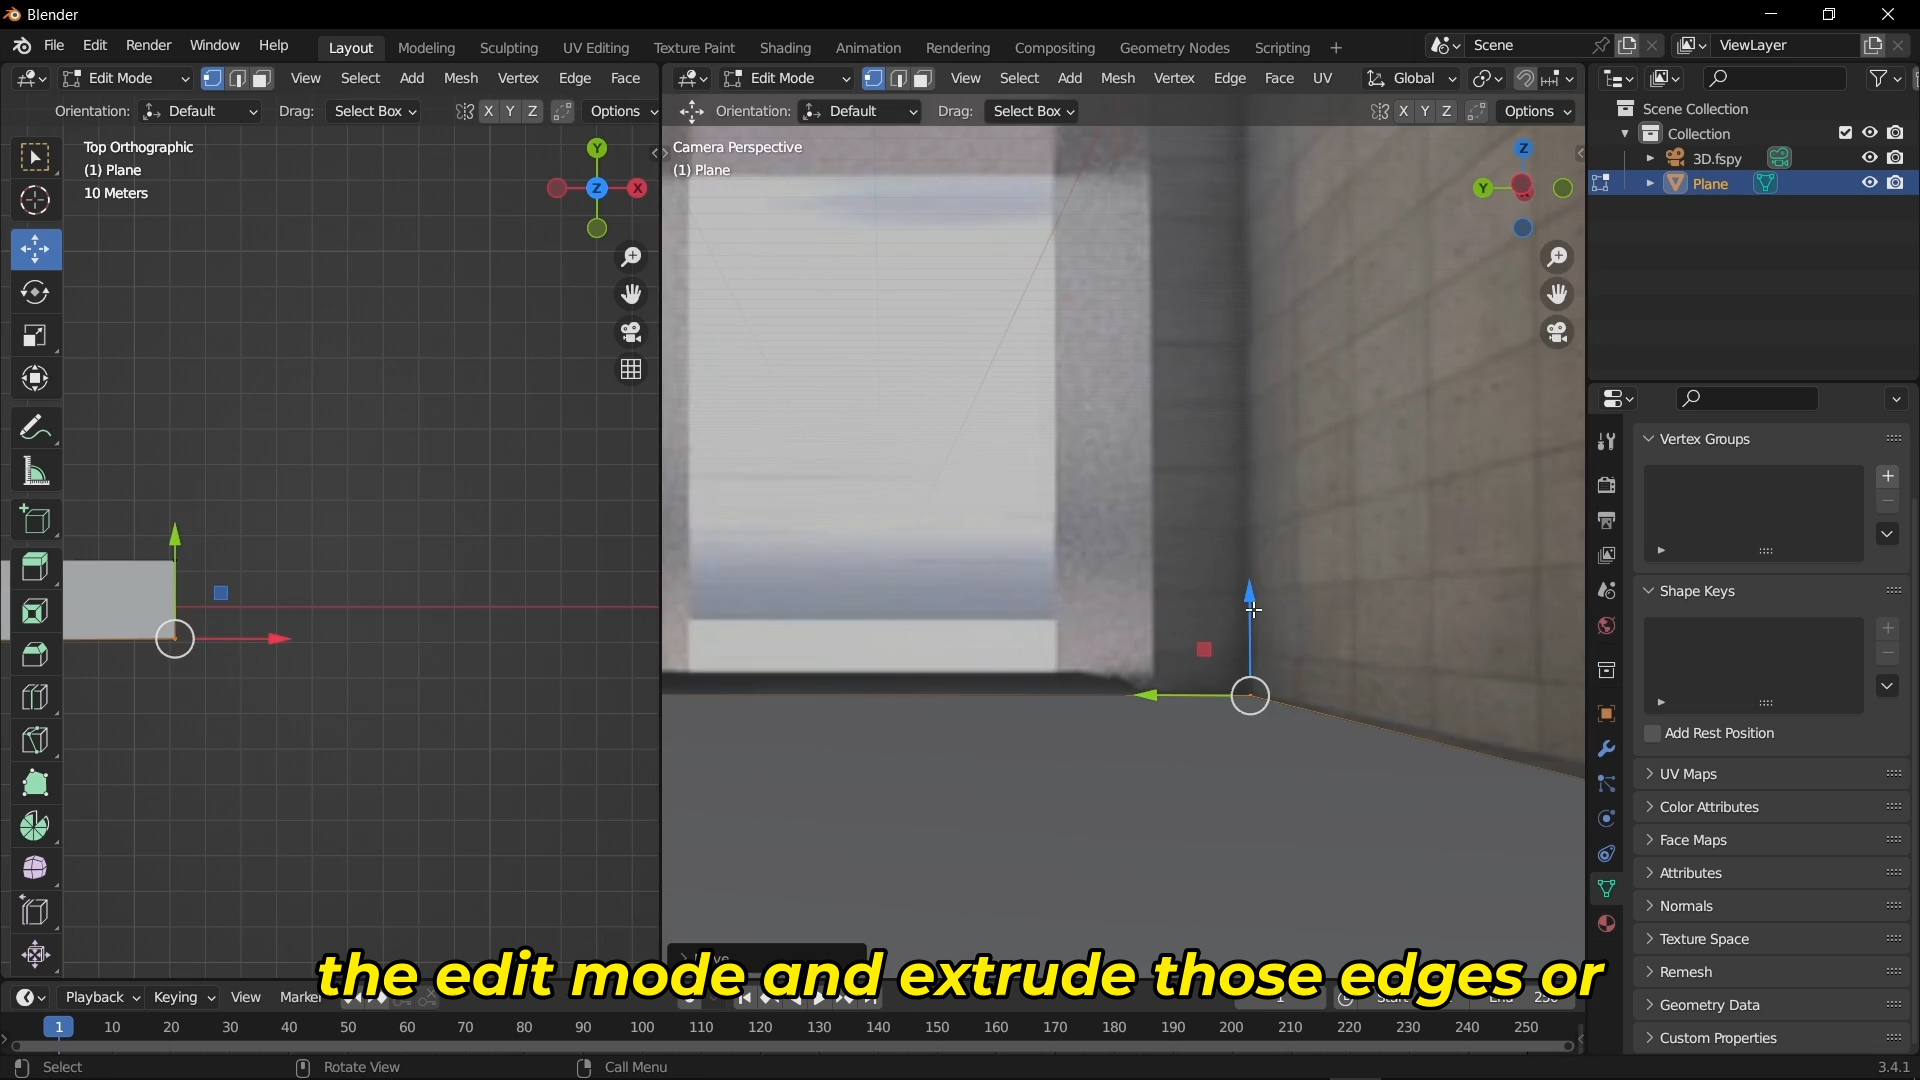 Blender
File Edit Render Window Help Layout Modeling Sculpting UV Editing Texture Paint Shading Animation Rendering Compositing Geometry Nodes Scripting + Scene ViewLayer
Edit Mode View Select Add Mesh Vertex Edge Face
Orientation: Default Drag: Select Box X Y Z Options
Top Orthographic
(1) Plane
10 Meters
Y
Z
X
Edit Mode View Select Add Mesh Vertex Edge Face UV Global
Orientation: Default Drag: Select Box X Y Z Options
Camera Perspective
(1) Plane
Z
Y
Scene Collection
Collection
3D.fspy
Plane
Vertex Groups
Shape Keys
Add Rest Position
UV Maps
Color Attributes
Face Maps
Attributes
Normals
Texture Space
Remesh
Geometry Data
Custom Properties
the edit mode and extrude those edges or
Playback Keying View Marker 1
1 10 20 30 40 50 60 70 80 90 100 110 120 130 140 150 160 170 180 190 200 210 220 230 240 250
Select Rotate View Call Menu 3.4.1